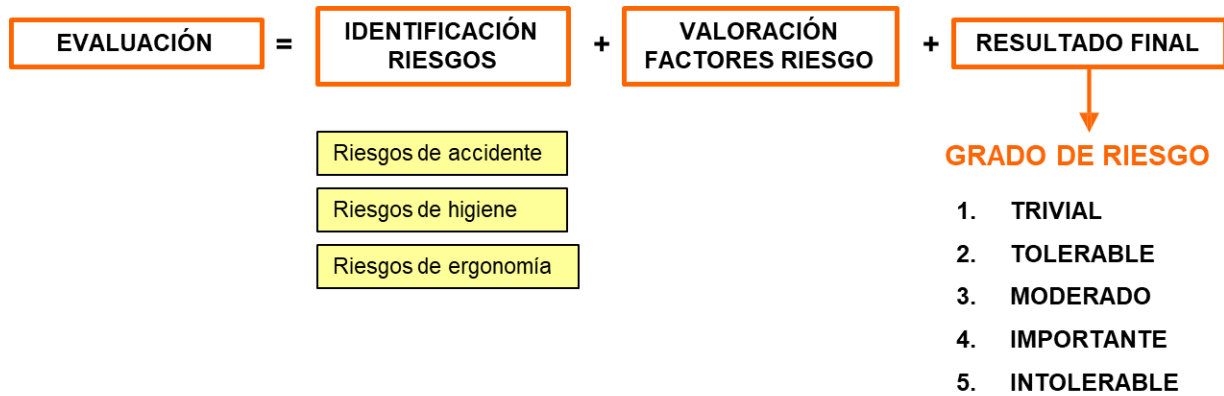 EVALUACIÓN
=
IDENTIFICACIÓN
RIESGOS
+
VALORACIÓN
FACTORES RIESGO
+
RESULTADO FINAL
Riesgos de accidente
Riesgos de higiene
Riesgos de ergonomía
GRADO DE RIESGO
1. TRIVIAL
2. TOLERABLE
3. MODERADO
4. IMPORTANTE
5. INTOLERABLE